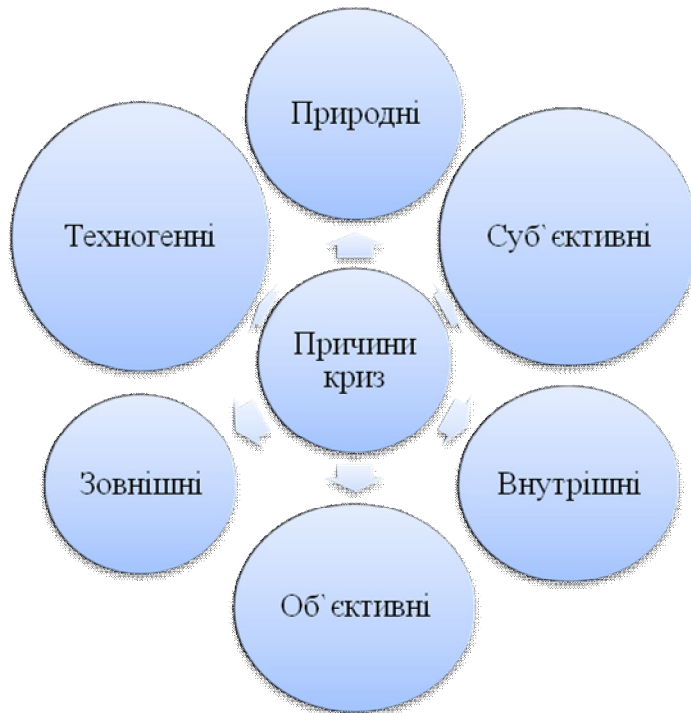 Природні
Техногенні
Суб`єктивні
Причини
криз
Зовнішні
Внутрішні
Об`єктивні